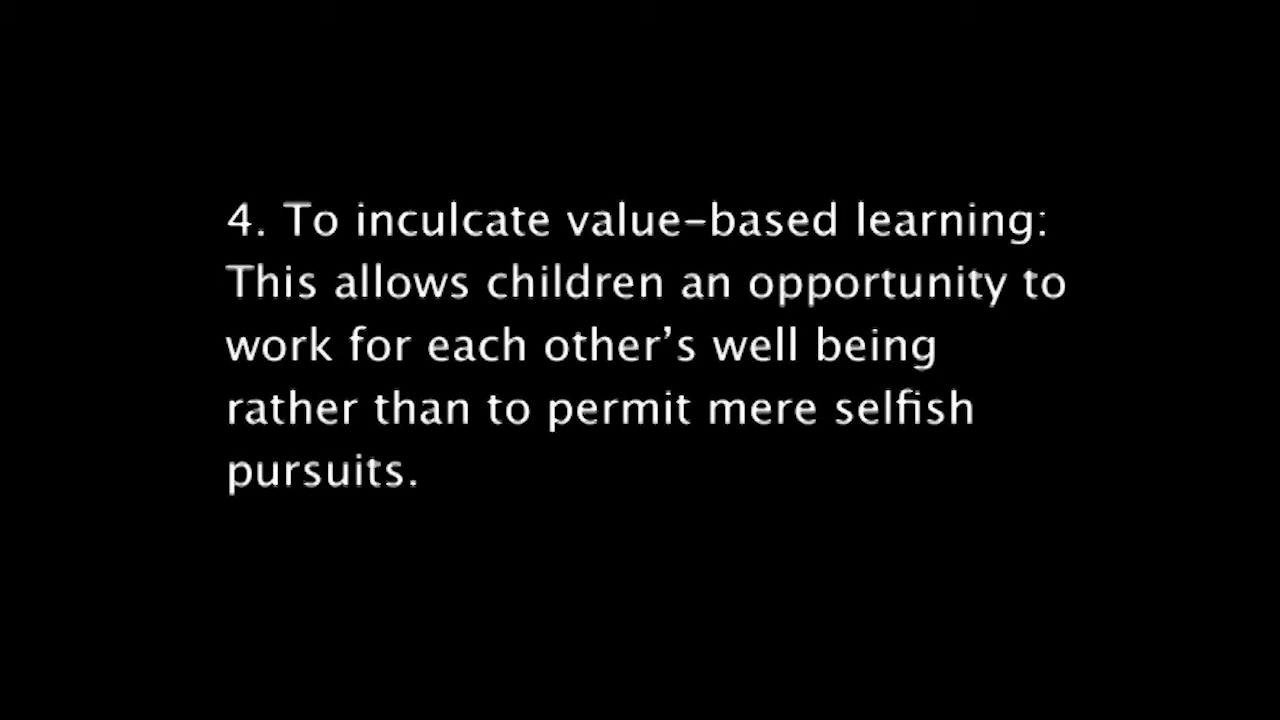 4. To inculcate value-based learning:
This allows children an opportunity to
work for each other’s well being
rather than to permit mere selfish
pursuits.